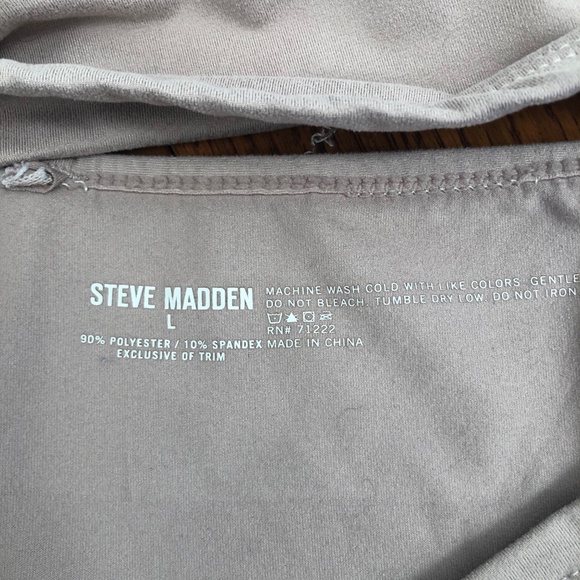 STEVE MADDEN
L
90% POLYESTER / 10% SPANDEX
EXCLUSIVE OF TRIM
MACHINE WASH COLD WITH LIKE COLORS. GENTLE
DO NOT BLEACH. TUMBLE DRY LOW. DO NOT IRON
RN# 71222
MADE IN CHINA